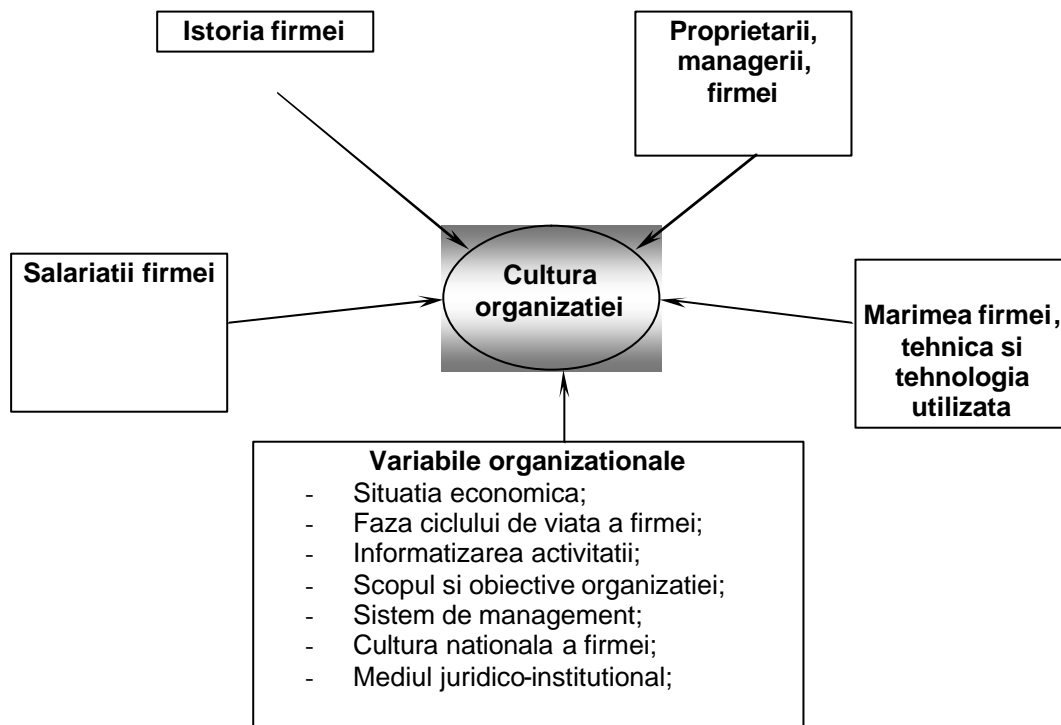 Istoria firmei
Proprietarii,
managerii,
firmei
Salariatii firmei
Cultura
organizatiei
Marimea firmei,
tehnica si
tehnologia
utilizata
Variabile organizationale
- Situatia economica;
- Faza ciclului de viata a firmei;
- Informatizarea activitatii;
- Scopul si obiective organizatiei;
- Sistem de management;
- Cultura nationala a firmei;
- Mediul juridico-institutional;